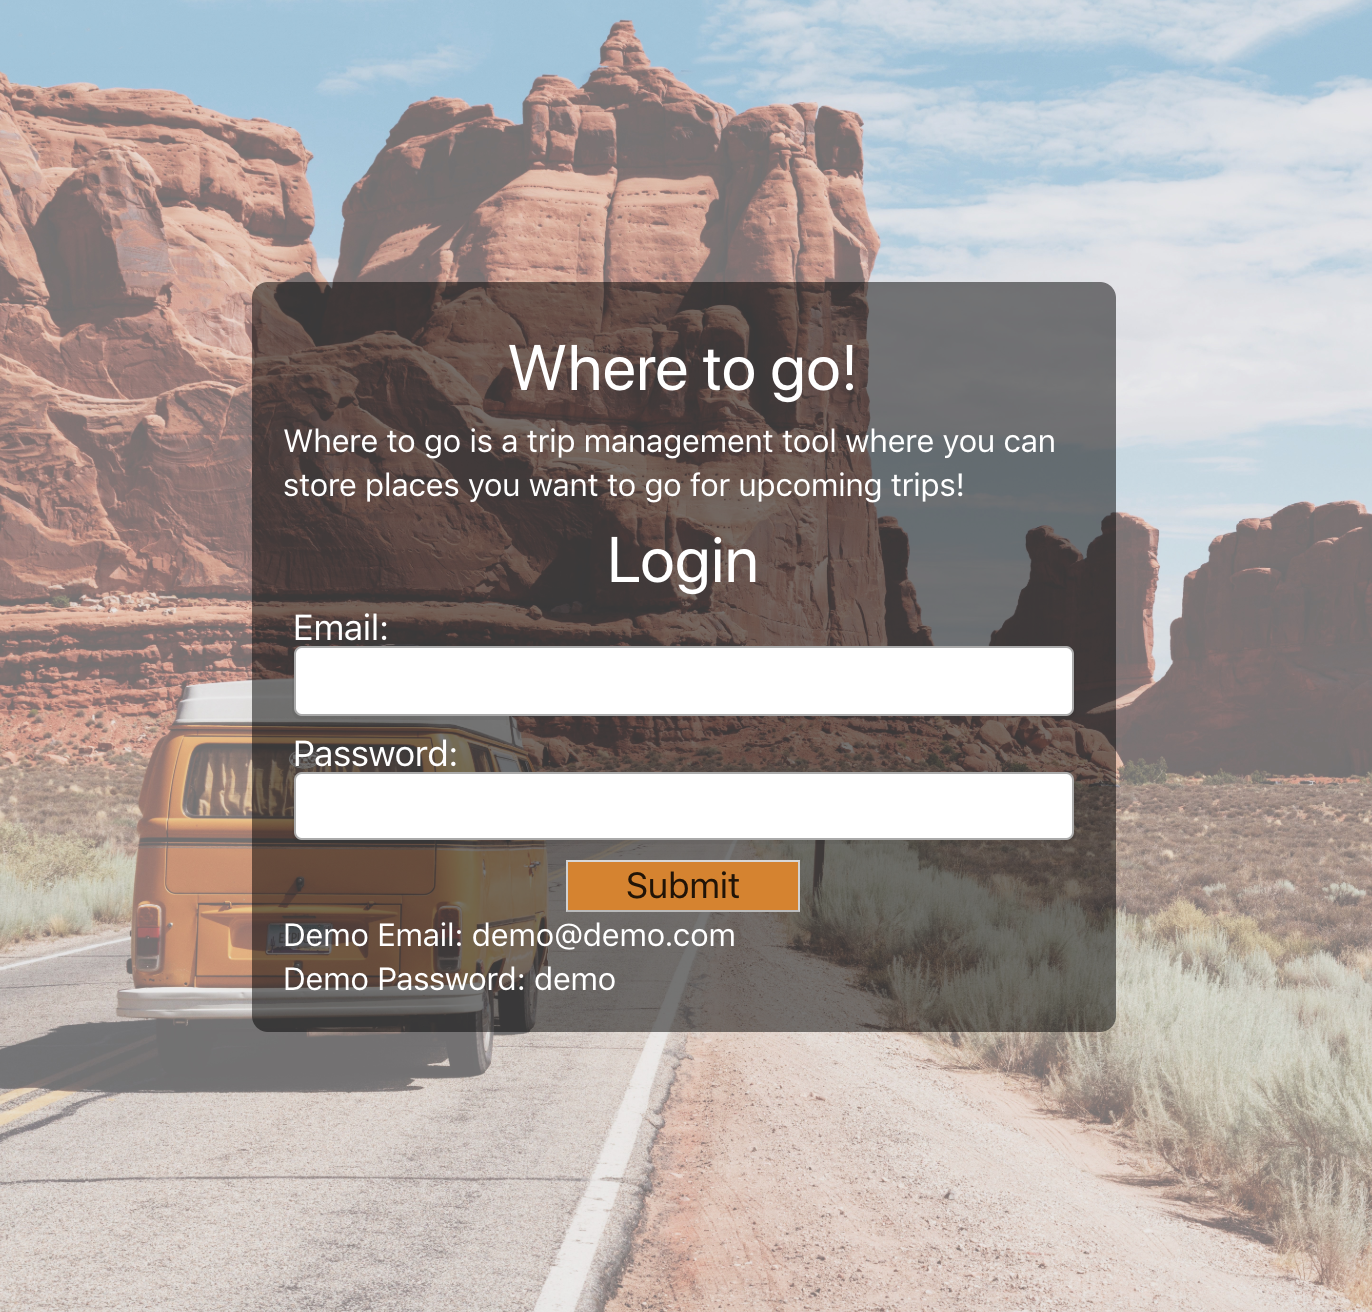 Where to go!
Where to go is a trip management tool where you can
store places you want to go for upcoming trips!
Login
Email:
Password:
Submit
Demo Email: demo@demo.com
Demo Password: demo